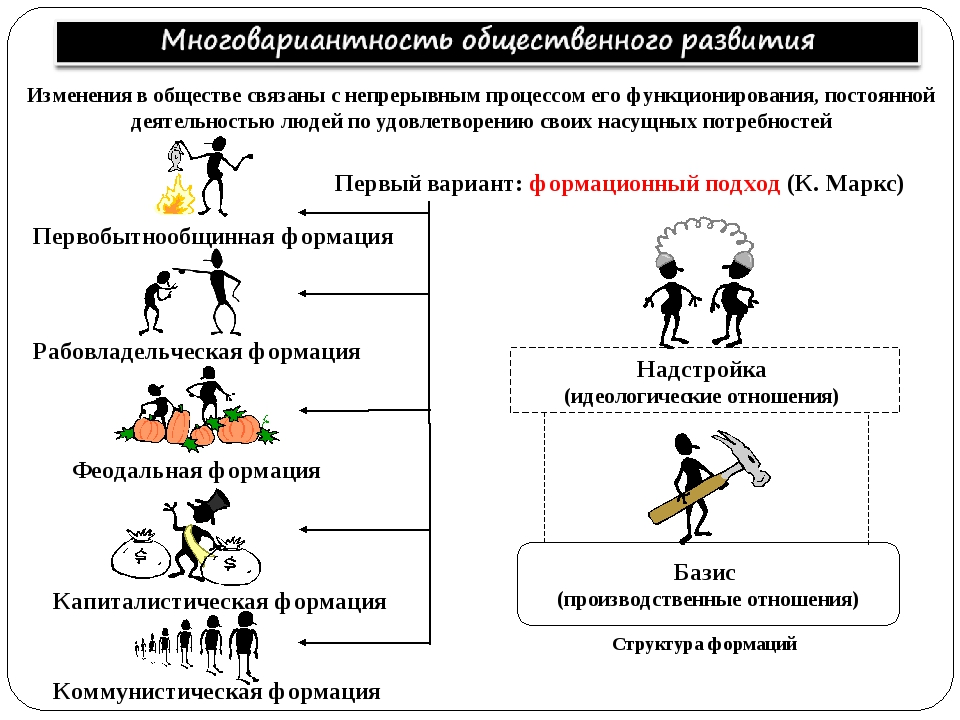 Многовариантность общественного развития
Изменения в обществе связаны с непрерывным процессом его функционирования, постоянной
деятельностью людей по удовлетворению своих насущных потребностей
Первый вариант: формационный подход (К. Маркс)
Первобытнообщинная формация
Рабовладельческая формация
Феодальная формация
$ $
Капиталистическая формация
Коммунистическая формация
Надстройка
(идеологические отношения)
Базис
(производственные отношения)
Структура формаций